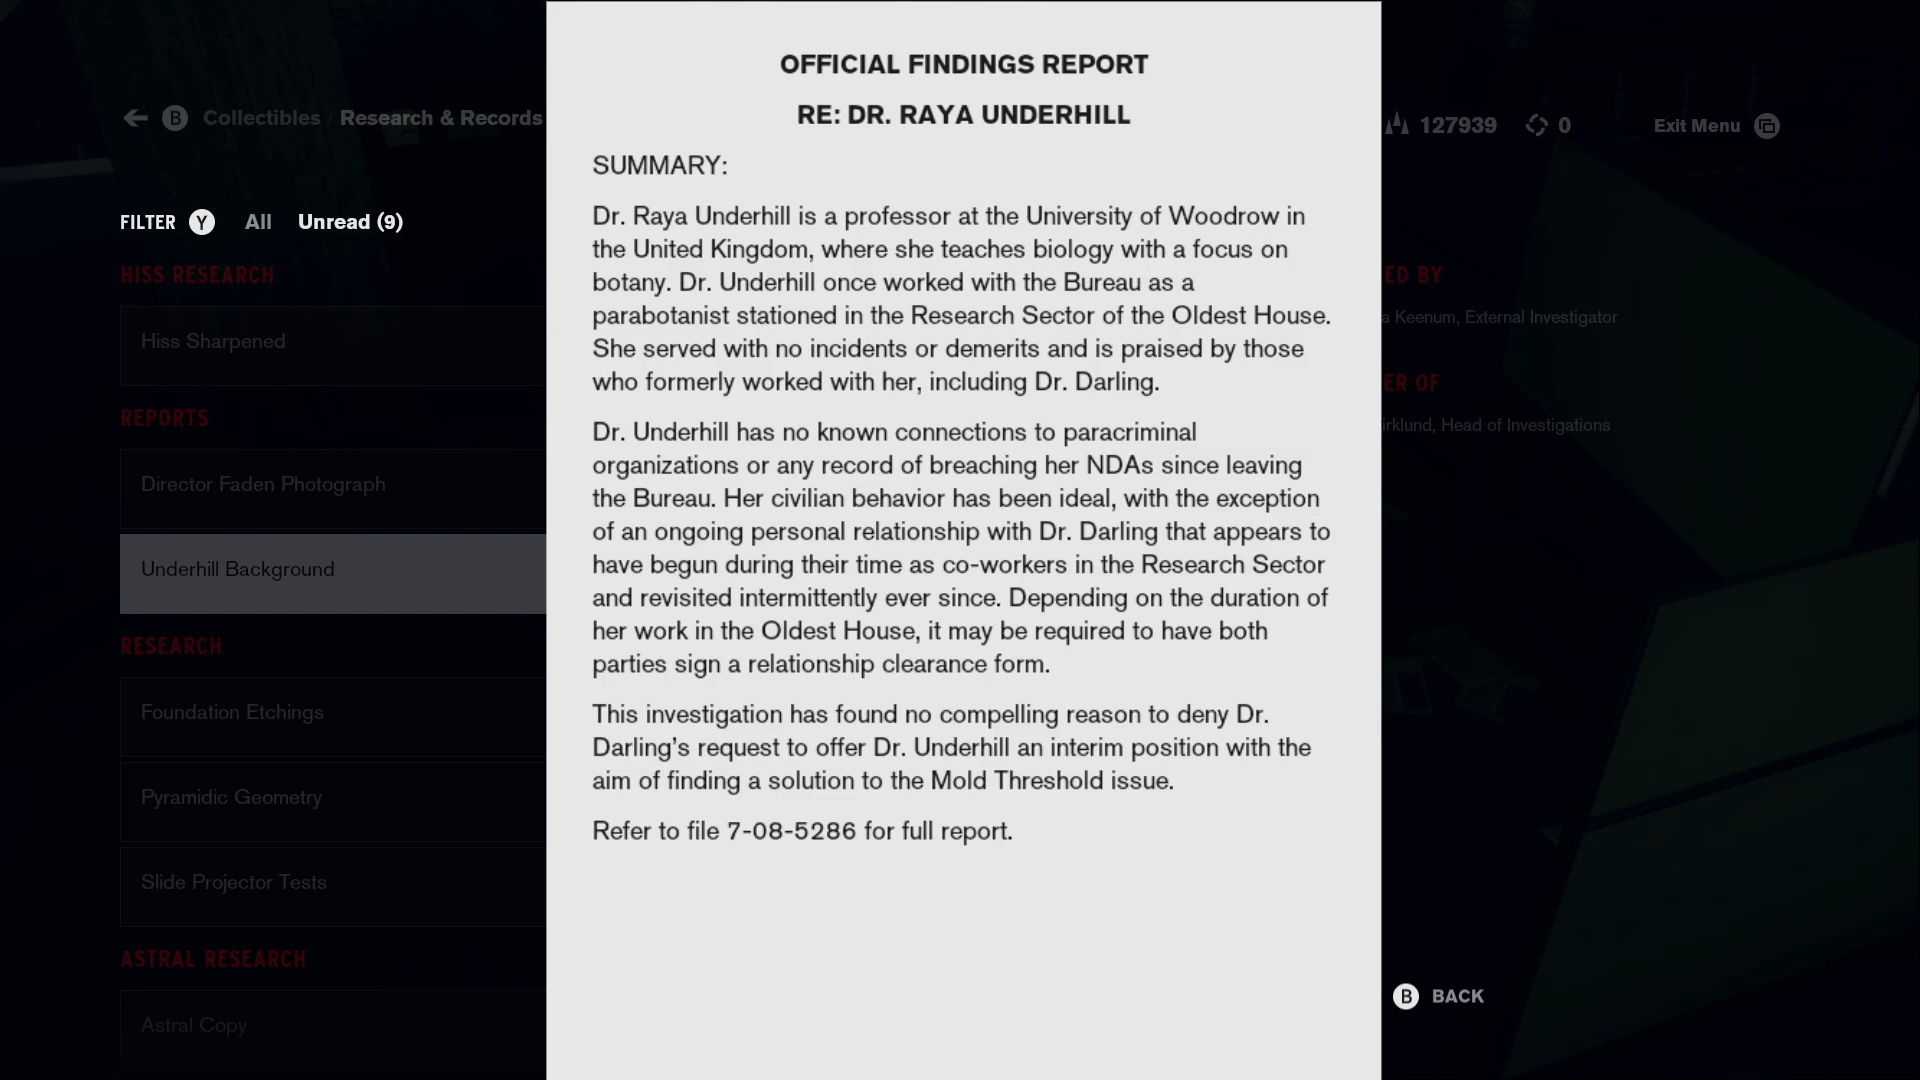 OFFICIAL FINDINGS REPORT
RE: DR. RAYA UNDERHILL
SUMMARY:
Dr. Raya Underhill is a professor at the University of Woodrow in
the United Kingdom, where she teaches biology with a focus on
botany. Dr. Underhill once worked with the Bureau as a
parabotanist stationed in the Research Sector of the Oldest House.
She served with no incidents or demerits and is praised by those
who formerly worked with her, including Dr. Darling.
Dr. Underhill has no known connections to paracriminal
organizations or any record of breaching her NDAs since leaving
the Bureau. Her civilian behavior has been ideal, with the exception
of an ongoing personal relationship with Dr. Darling that appears to
have begun during their time as co-workers in the Research Sector
and revisited intermittently ever since. Depending on the duration of
her work in the Oldest House, it may be required to have both
parties sign a relationship clearance form.
This investigation has found no compelling reason to deny Dr.
Darling's request to offer Dr. Underhill an interim position with the
aim of finding a solution to the Mold Threshold issue.
Refer to file 7-08-5286 for full report.
B Collectibles / Research & Records
FILTER Y All Unread (9)
HISS RESEARCH
Hiss Sharpened
REPORTS
Director Faden Photograph
Underhill Background
RESEARCH
Foundation Etchings
Pyramidic Geometry
Slide Projector Tests
ASTRAL RESEARCH
Astral Copy
127939 0 Exit Menu
ED BY
a Keenum, External Investigator
ER OF
irklund, Head of Investigations
B BACK